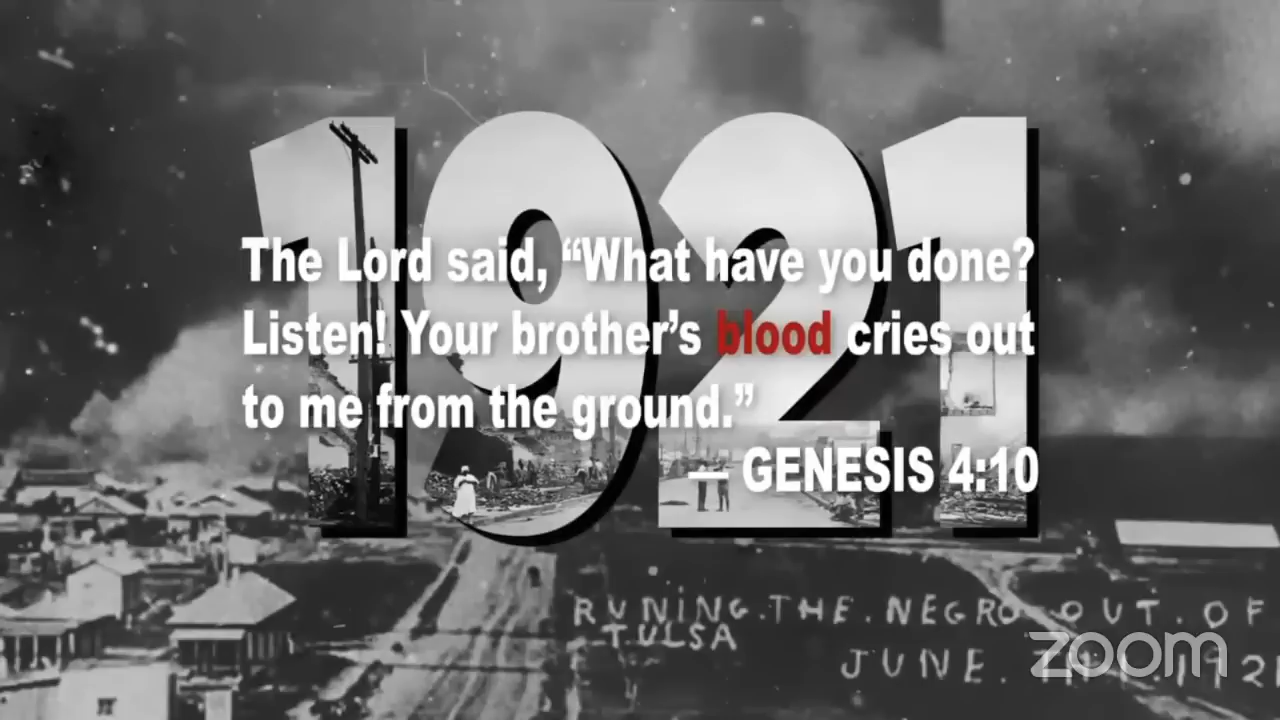 1921
The Lord said, “What have you done?
Listen! Your brother’s blood cries out
to me from the ground.”
— GENESIS 4:10
RUNING.THE.NEGRO OUT.OF
TULSA
JUNE. 1921
zoom